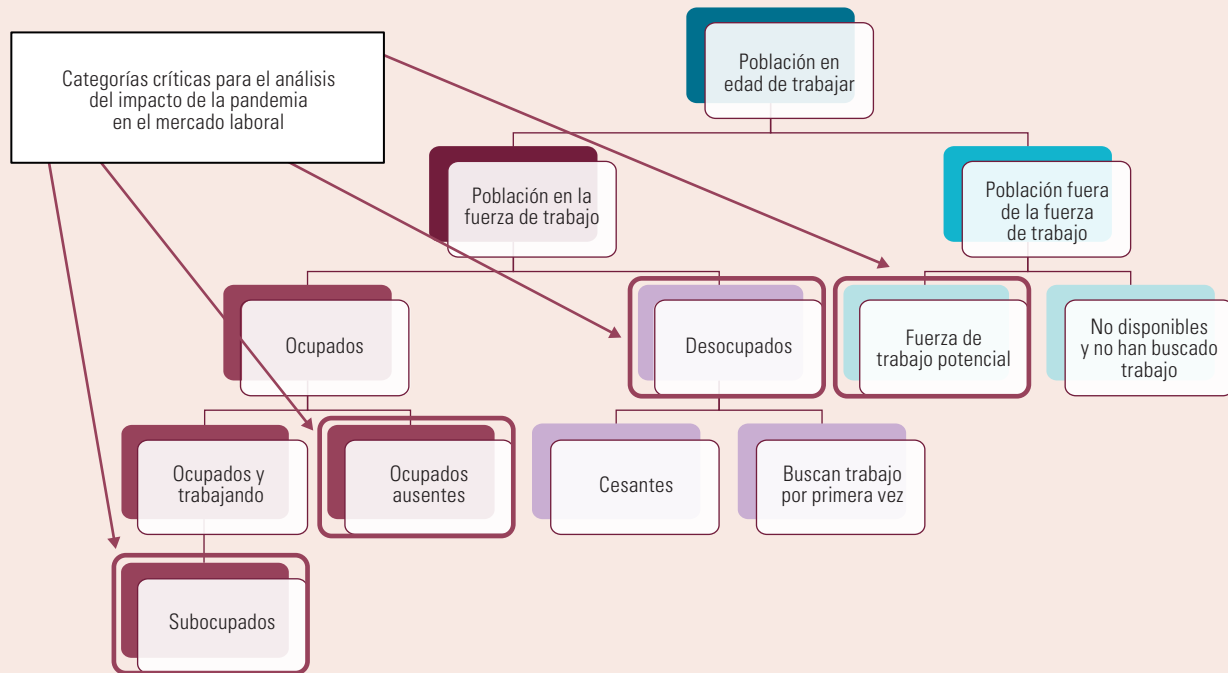 Categorías críticas para el análisis
del impacto de la pandemia
en el mercado laboral
Población en
edad de trabajar
Población en la
fuerza de trabajo
Población fuera
de la fuerza
de trabajo
Ocupados
Desocupados
Fuerza de
trabajo potencial
No disponibles
y no han buscado
trabajo
Ocupados y
trabajando
Ocupados
ausentes
Cesantes
Buscan trabajo
por primera vez
Subocupados